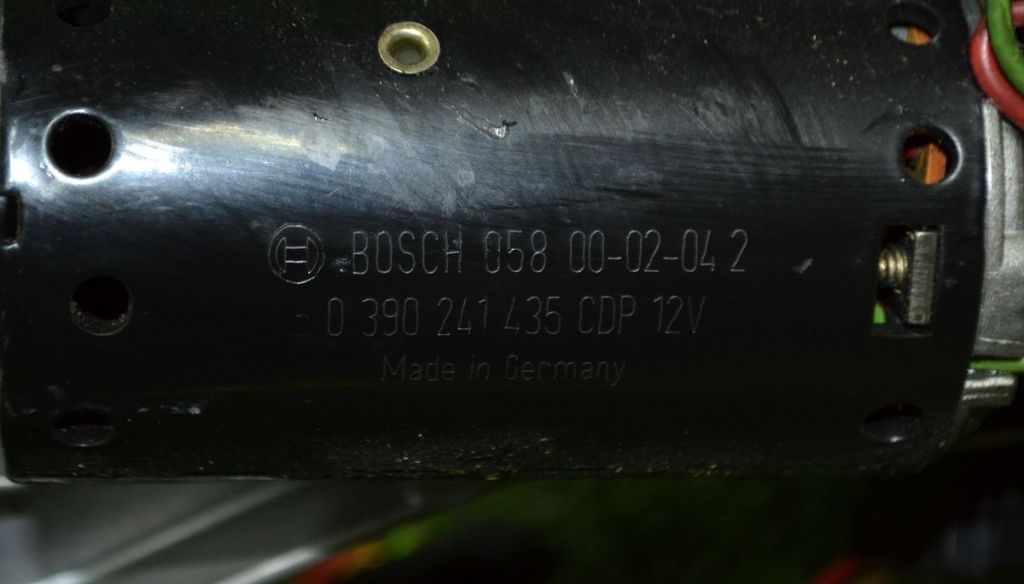 BOSCH 058 00-02-04 2
0 390 241 435 CDP 12V
Made in Germany